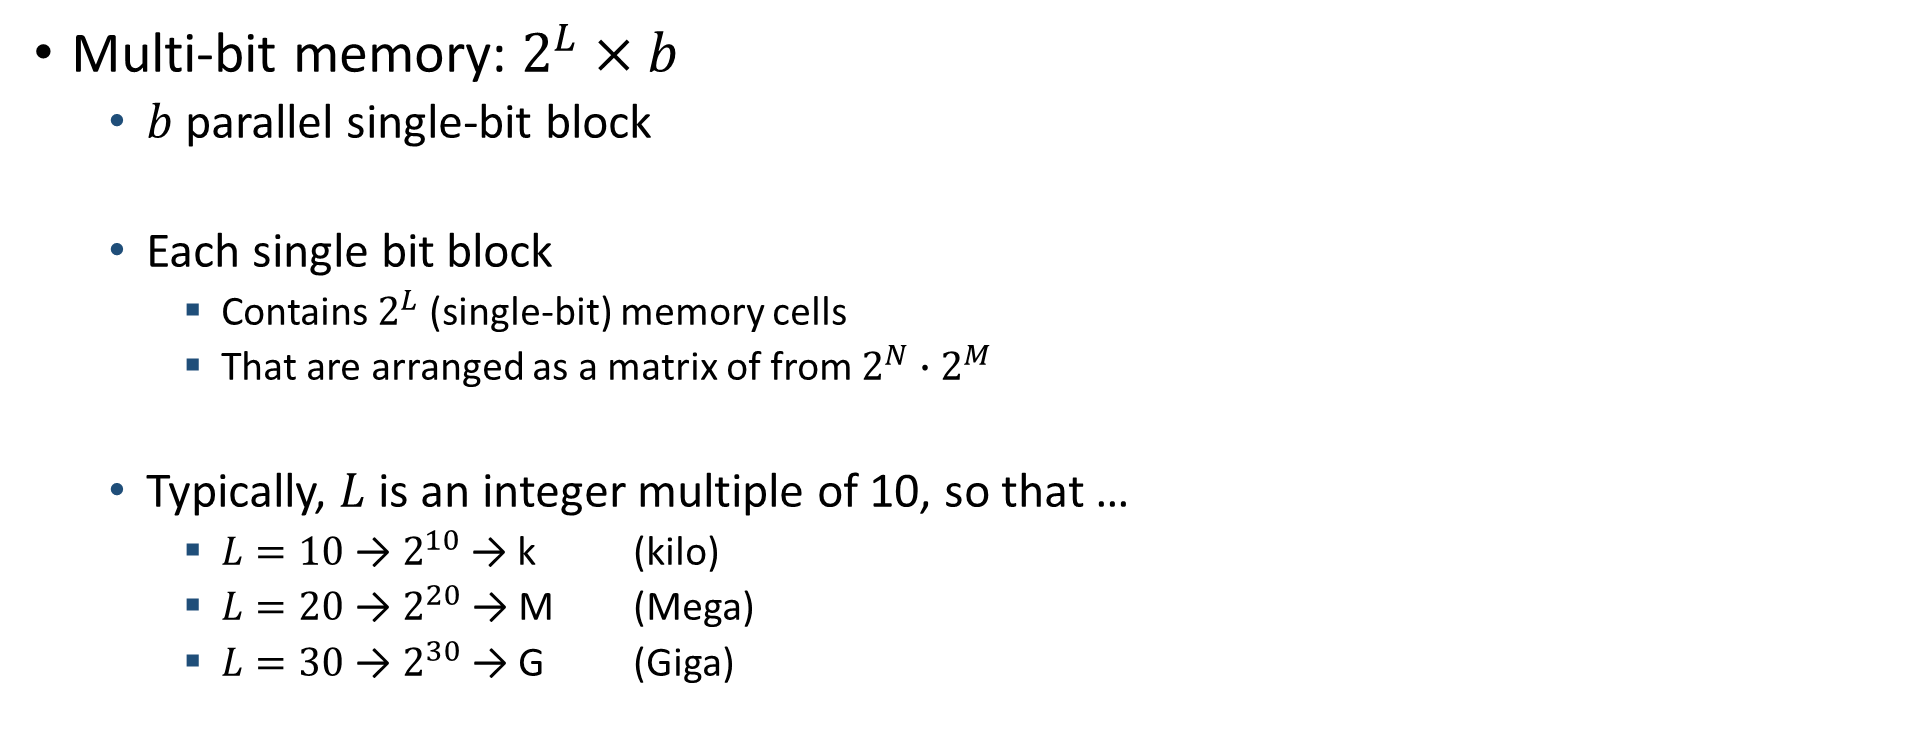 • Multi-bit memory: 2^L × b
• b parallel single-bit block
• Each single bit block
▪ Contains 2^L (single-bit) memory cells
▪ That are arranged as a matrix of from 2^N · 2^M
• Typically, L is an integer multiple of 10, so that …
▪ L = 10 → 2^10 → k (kilo)
▪ L = 20 → 2^20 → M (Mega)
▪ L = 30 → 2^30 → G (Giga)